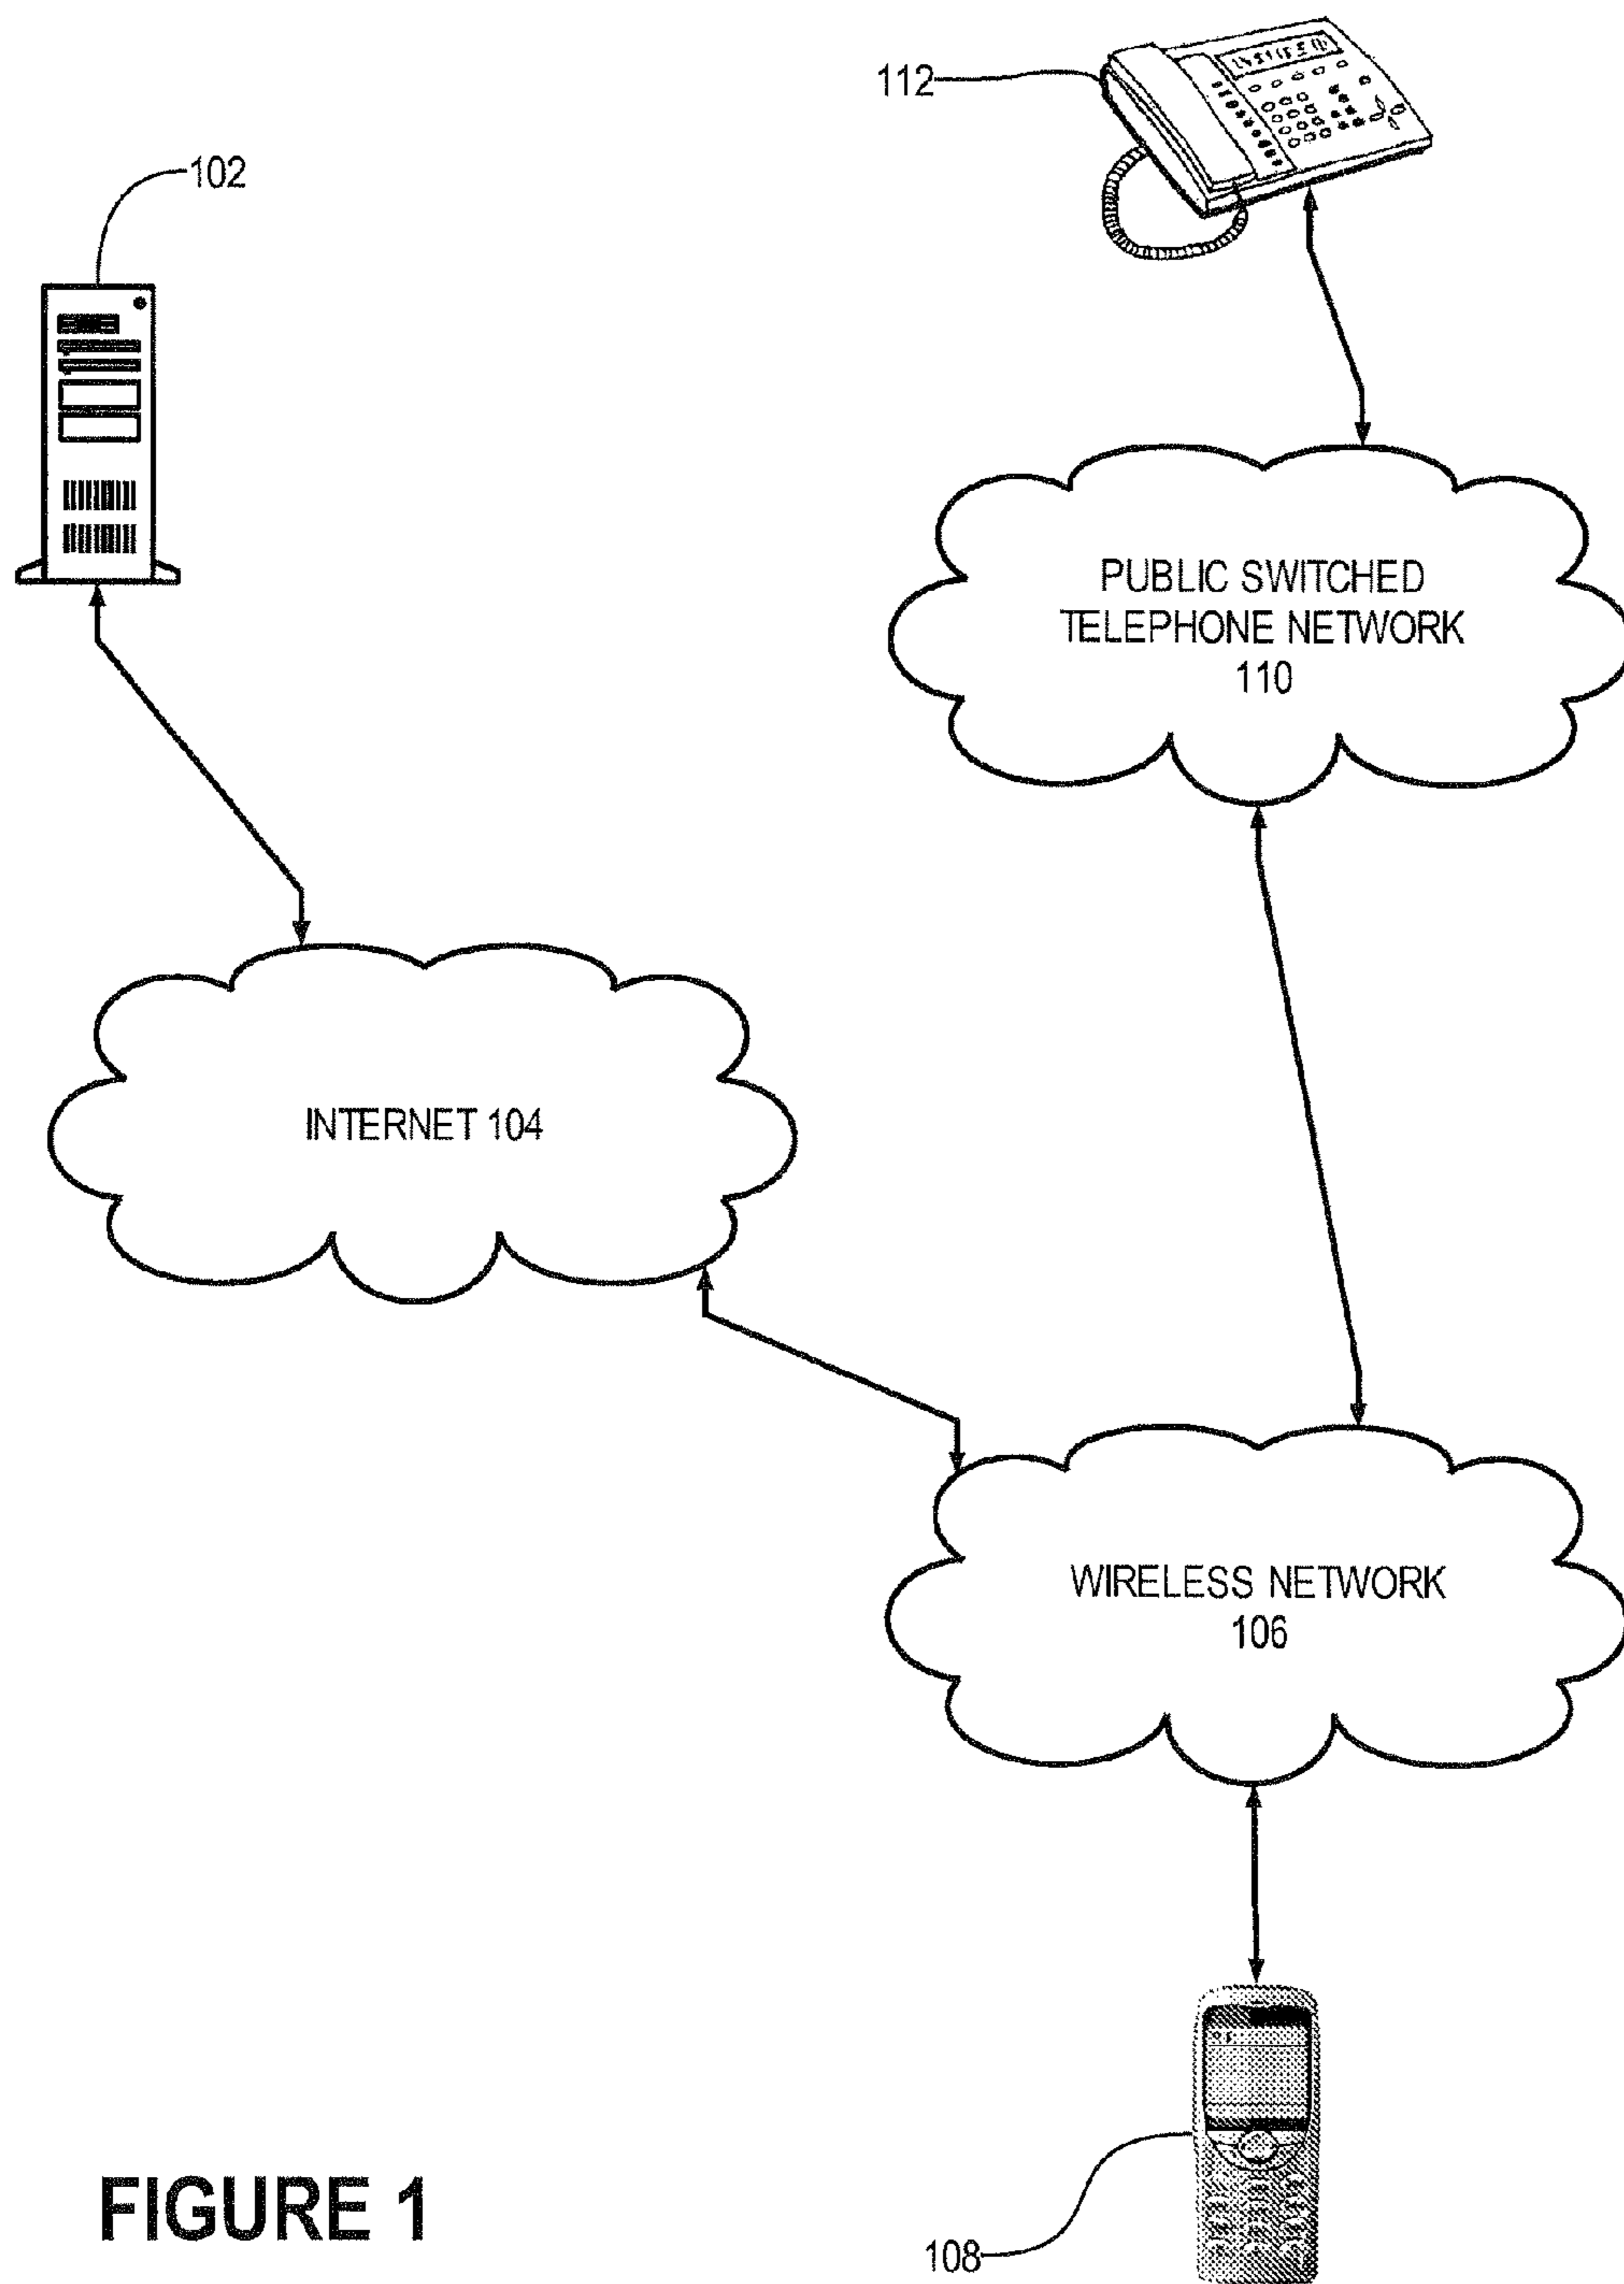 112
102
PUBLIC SWITCHED
TELEPHONE NETWORK
110
INTERNET 104
WIRELESS NETWORK
106
FIGURE 1
108